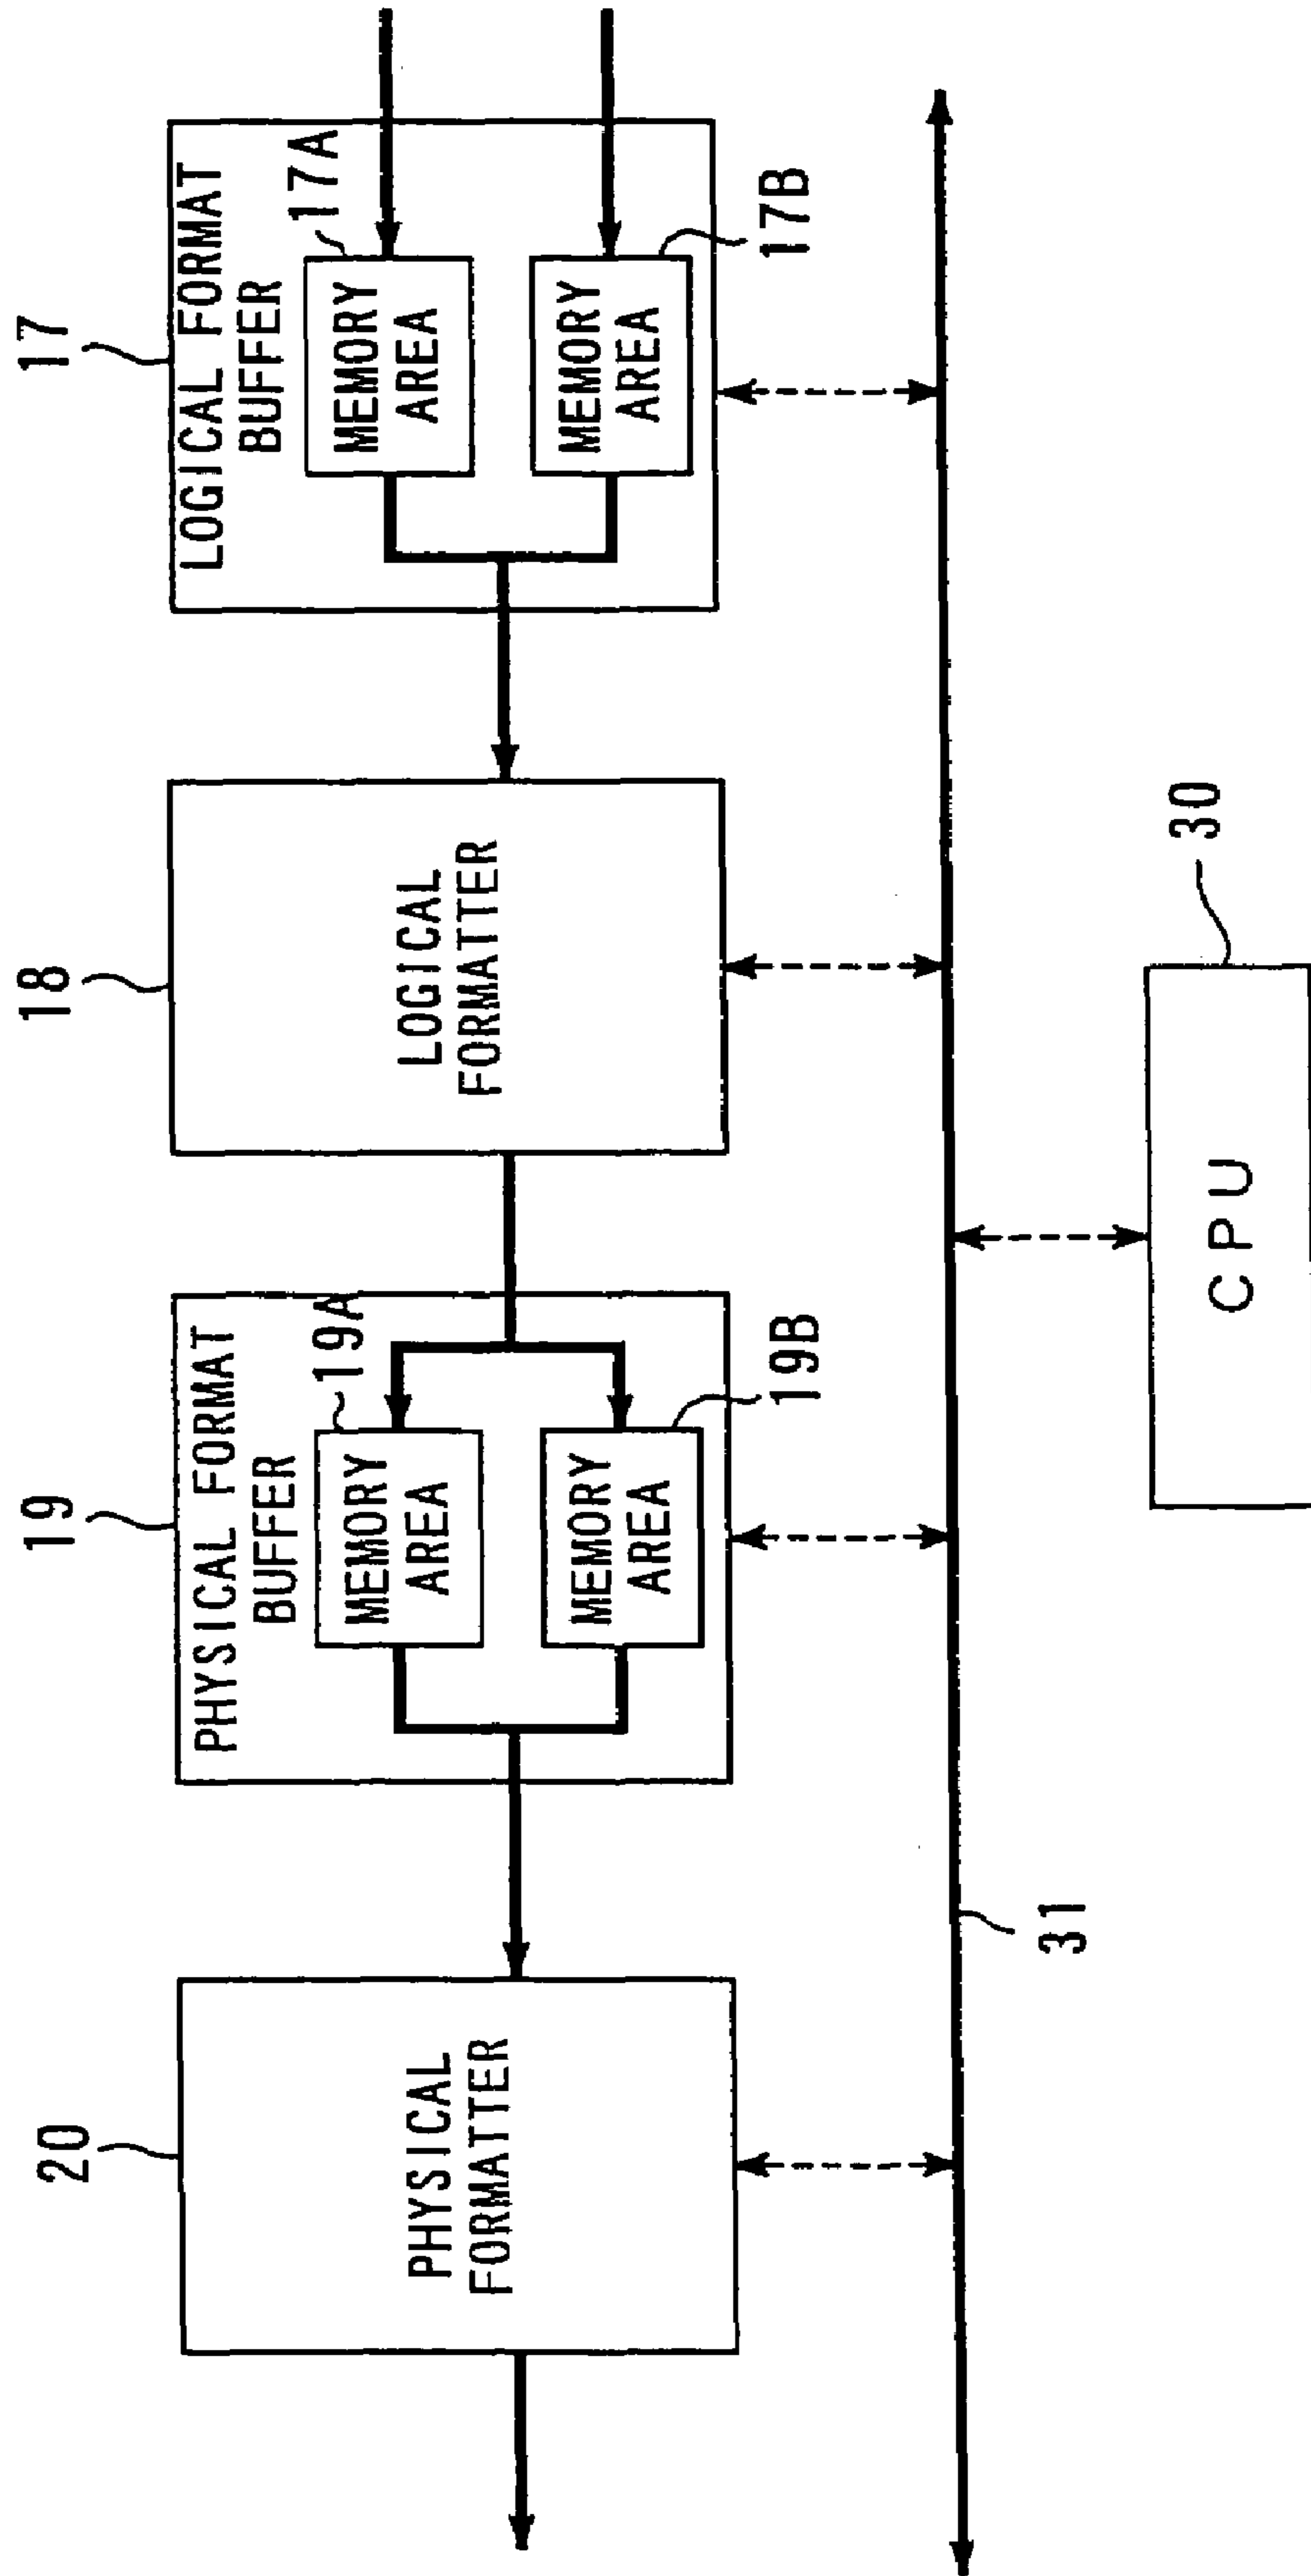 20
PHYSICAL
FORMATTER
19
PHYSICAL FORMAT
BUFFER
19A
MEMORY
AREA
19B
MEMORY
AREA
18
LOGICAL
FORMATTER
17
LOGICAL FORMAT
BUFFER
17A
MEMORY
AREA
17B
MEMORY
AREA
31
30
CPU